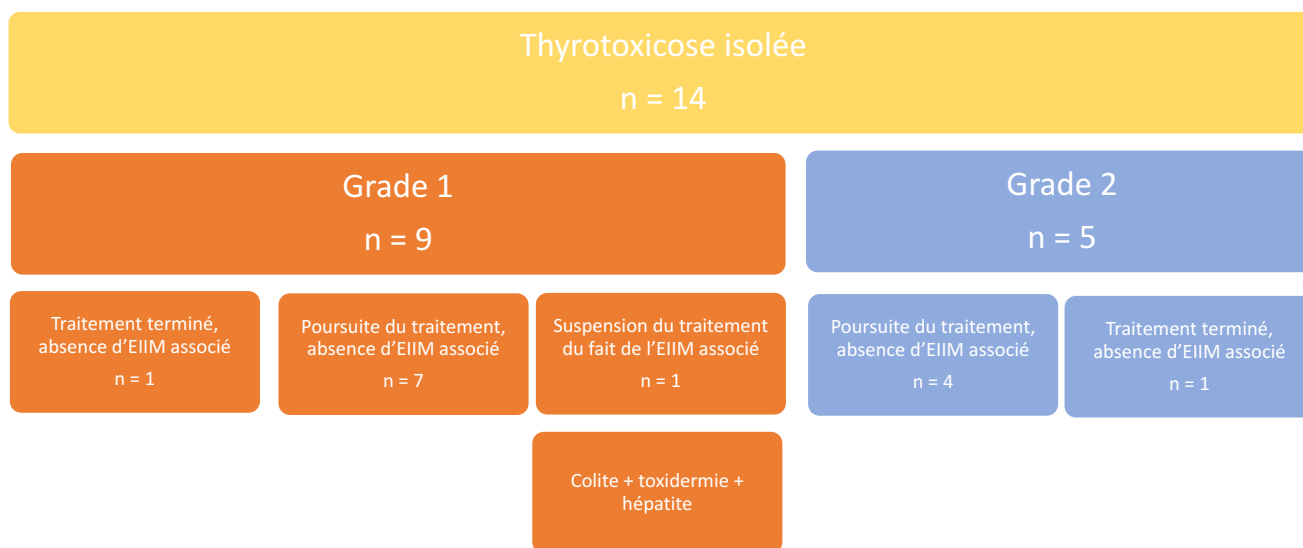 Thyrotoxicose isolée
n = 14
Grade 1
n = 9
Grade 2
n = 5
Traitement terminé,
absence d'EIIM associé
n = 1
Poursuite du traitement,
absence d'EIIM associé
n = 7
Suspension du traitement
du fait de l'EIIM associé
n = 1
Poursuite du traitement,
absence d'EIIM associé
n = 4
Traitement terminé,
absence d'EIIM associé
n = 1
Colite + toxidermie +
hépatite